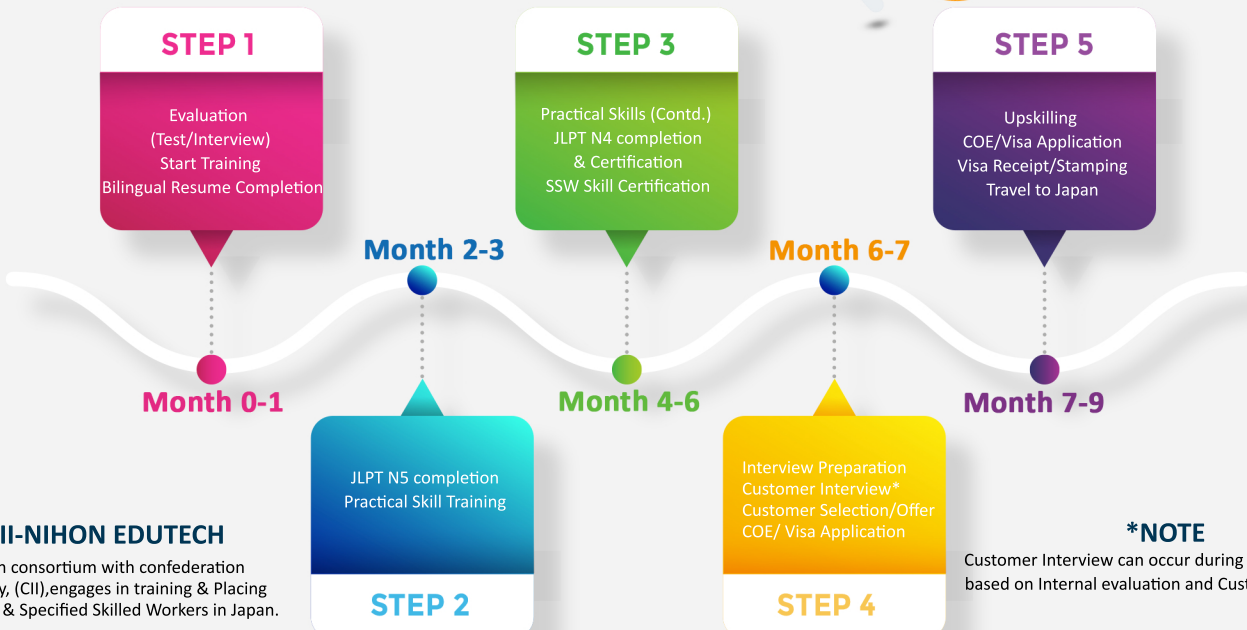 STEP 1
Evaluation
(Test/Interview)
Start Training
Bilingual Resume Completion
Month 0-1
Month 2-3
JLPT N5 completion
Practical Skill Training
STEP 2
STEP 3
Practical Skills (Contd.)
JLPT N4 completion
& Certification
SSW Skill Certification
Month 4-6
Month 6-7
Interview Preparation
Customer Interview*
Customer Selection/Offer
COE/ Visa Application
STEP 4
STEP 5
Upskilling
COE/Visa Application
Visa Receipt/Stamping
Travel to Japan
Month 7-9
II-NIHON EDUTECH
consortium with confederation
(CII),engages in training & Placing
& Specified Skilled Workers in Japan.
*NOTE
Customer Interview can occur during
based on Internal evaluation and